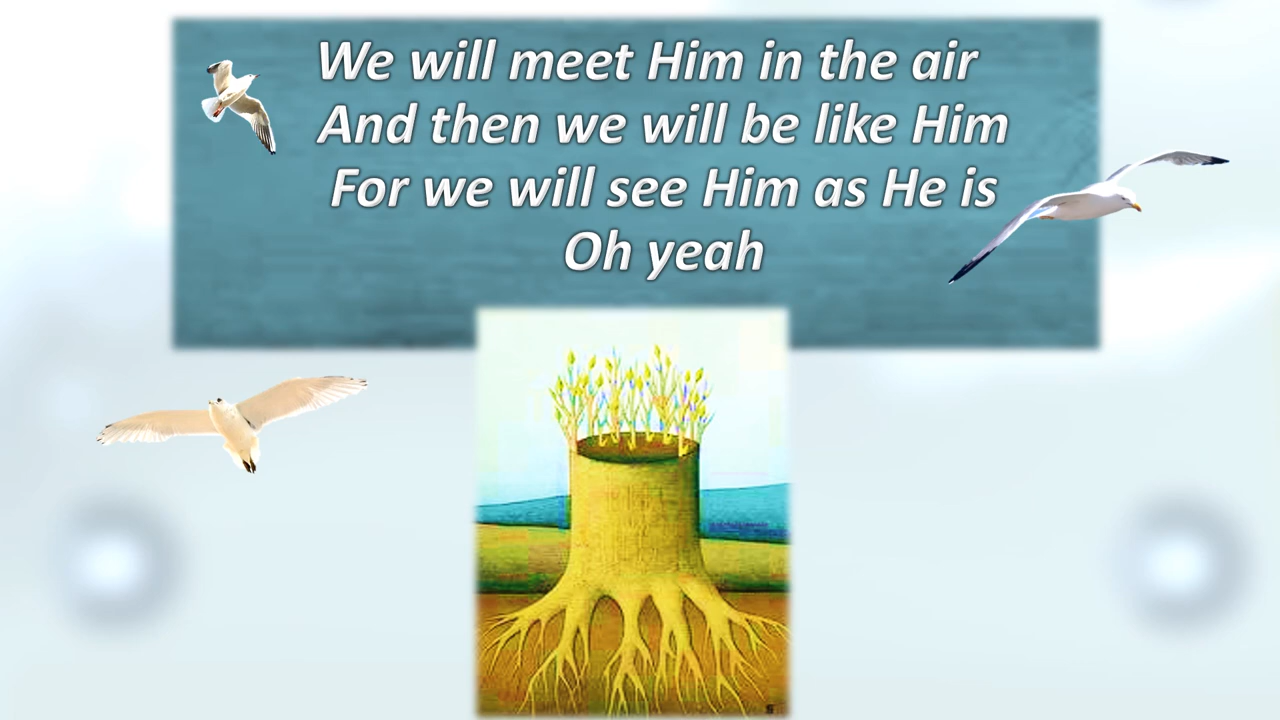 We will meet Him in the air
And then we will be like Him
For we will see Him as He is
Oh yeah